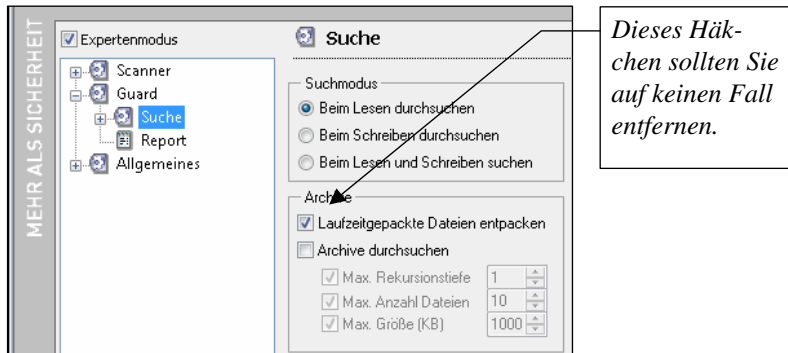 MEHR ALS SICHERHEIT
Expertenmodus
Scanner
Guard
Suche
Report
Allgemeines
Suche
Suchmodus
Beim Lesen durchsuchen
Beim Schreiben durchsuchen
Beim Lesen und Schreiben suchen
Archive
Laufzeitgepackte Dateien entpacken
Archive durchsuchen
Max. Rekursionstiefe 1
Max. Anzahl Dateien 10
Max. Größe (KB) 1000
Dieses Häk-
chen sollten Sie
auf keinen Fall
entfernen.